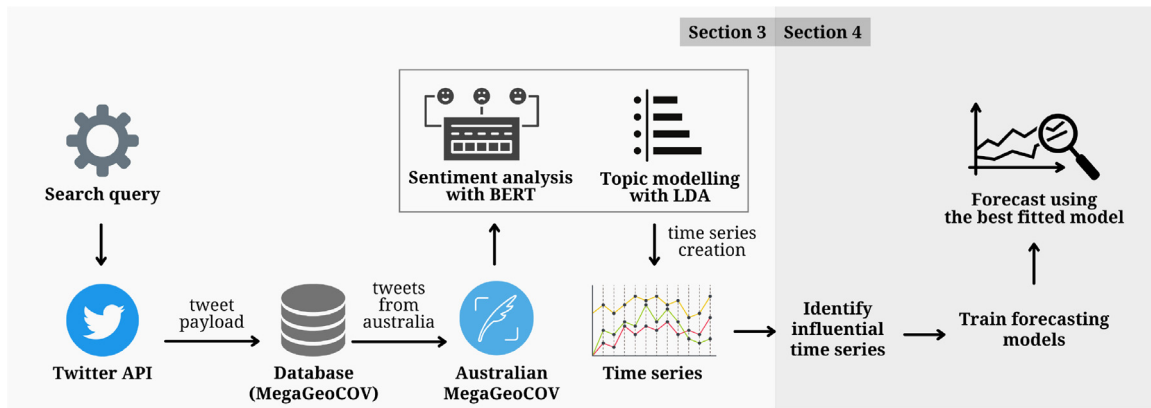 Section 3
Section 4
Search query
Twitter API
tweet
payload
Database
(MegaGeoCOV)
tweets
from
australia
Australian
MegaGeoCOV
Sentiment analysis
with BERT
Topic modelling
with LDA
time series
creation
Time series
Identify
influential
time series
Train forecasting
models
Forecast using
the best fitted model